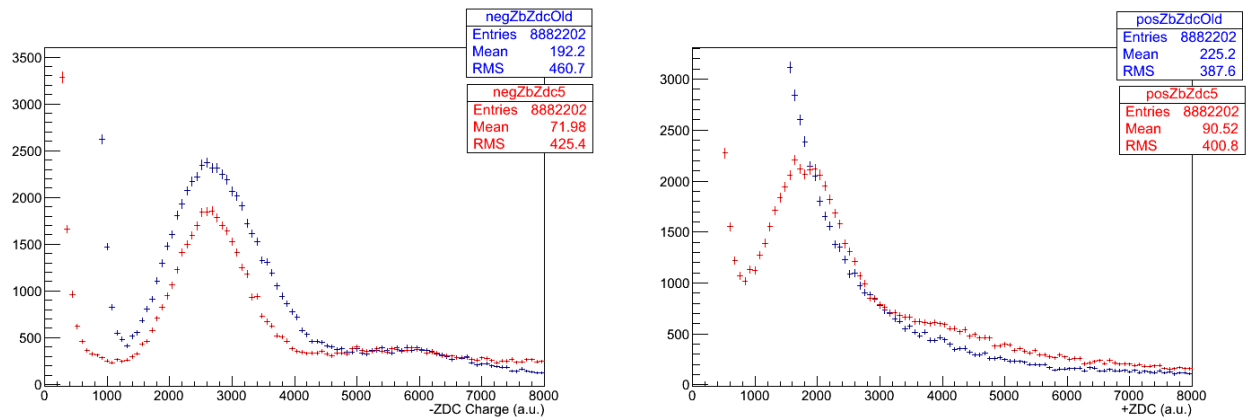 negZbZdcOld
Entries 8882202
Mean 192.2
RMS 460.7
negZbZdc5
Entries 8882202
Mean 71.98
RMS 425.4
3500
3000
2500
2000
1500
1000
500
0
0 1000 2000 3000 4000 5000 6000 7000 8000
-ZDC Charge (a.u.)
posZbZdcOld
Entries 8882202
Mean 225.2
RMS 387.6
posZbZdc5
Entries 8882202
Mean 90.52
RMS 400.8
3000
2500
2000
1500
1000
500
0
0 1000 2000 3000 4000 5000 6000 7000 8000
+ZDC (a.u.)